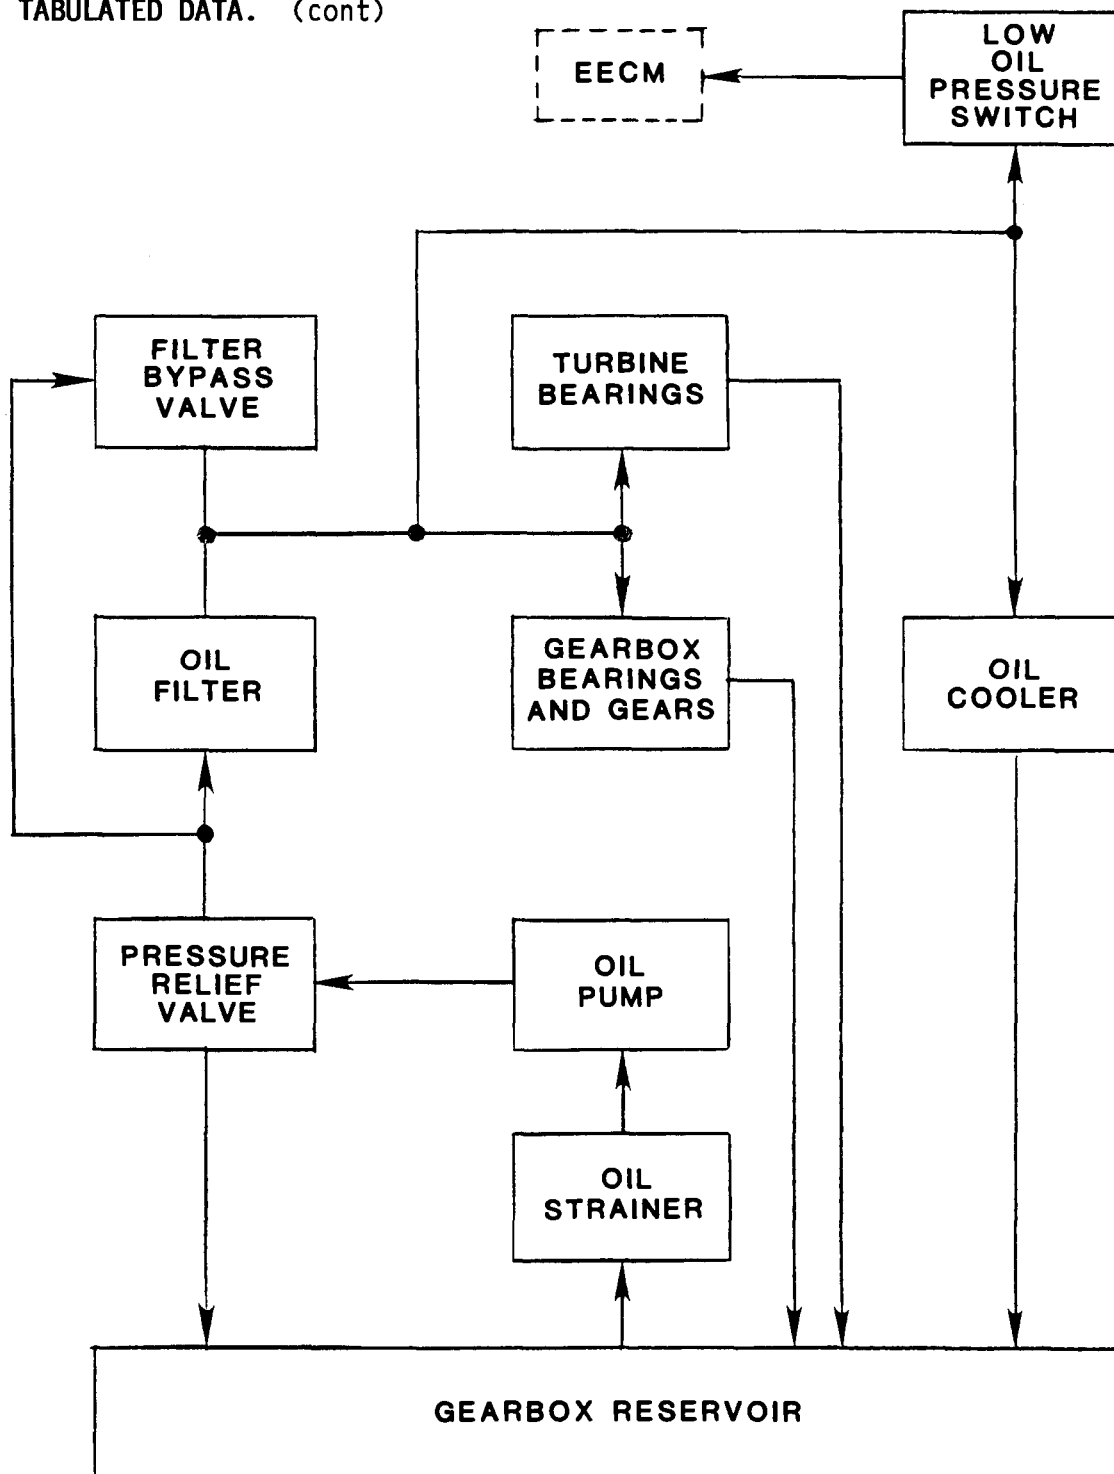 TABULATED DATA. (cont)
EECM
LOW
OIL
PRESSURE
SWITCH
FILTER
BYPASS
VALVE
TURBINE
BEARINGS
OIL
FILTER
GEARBOX
BEARINGS
AND GEARS
OIL
COOLER
PRESSURE
RELIEF
VALVE
OIL
PUMP
OIL
STRAINER
GEARBOX RESERVOIR